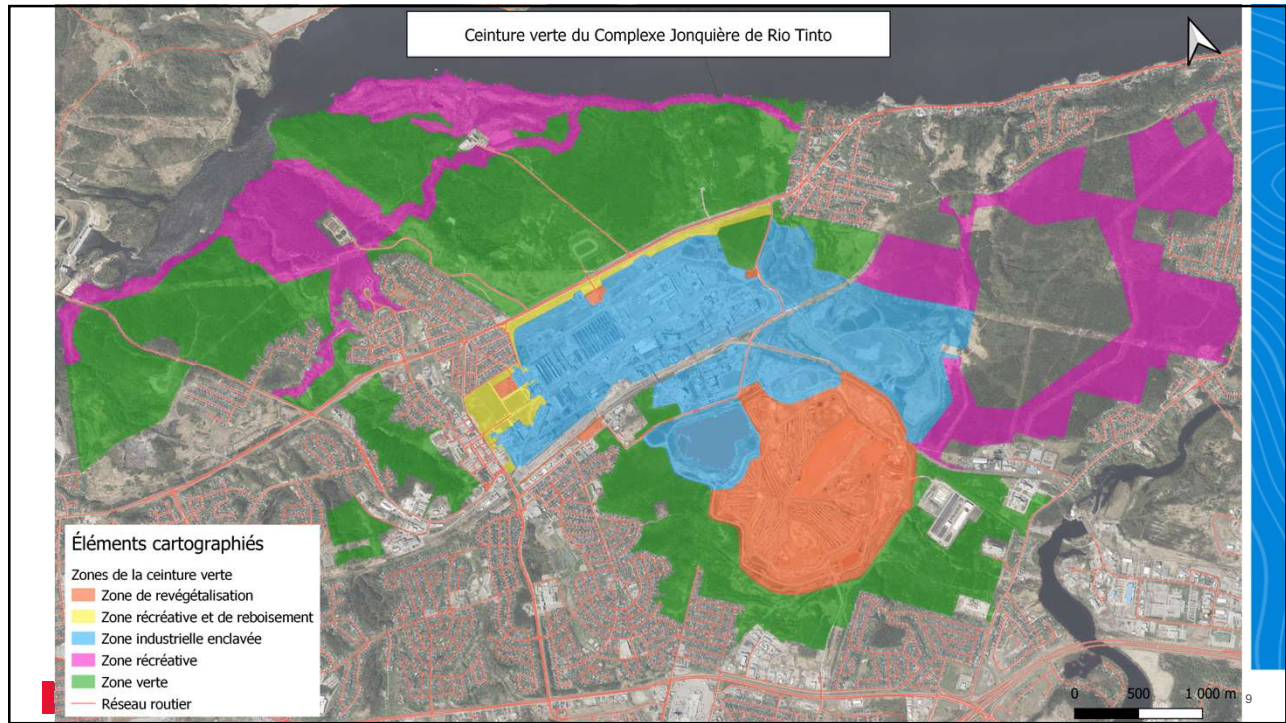 Ceinture verte du Complexe Jonquière de Rio Tinto
Éléments cartographiés
Zones de la ceinture verte
Zone de revégétalisation
Zone récréative et de reboisement
Zone industrielle enclavée
Zone récréative
Zone verte
Réseau routier
0 500 1 000 m
9